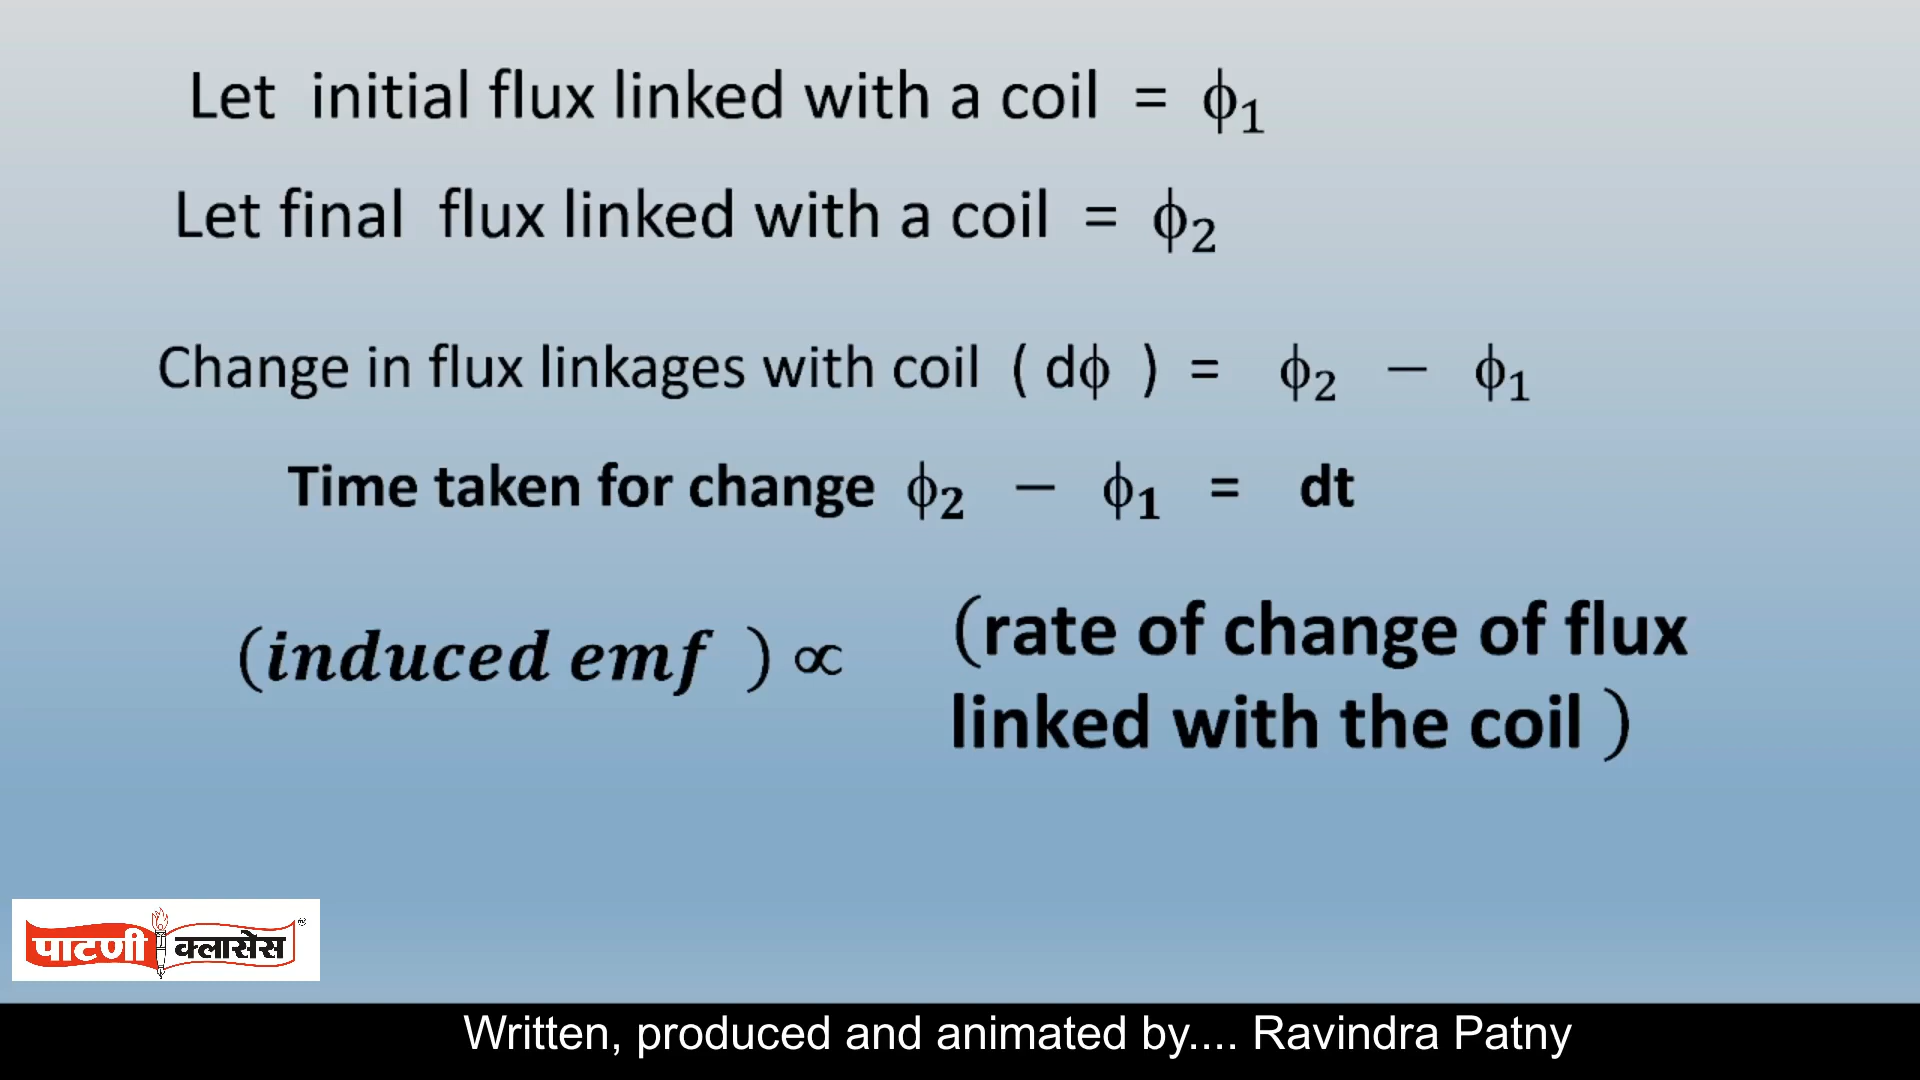 Let initial flux linked with a coil = ϕ₁
Let final flux linked with a coil = ϕ₂
Change in flux linkages with coil ( dϕ ) = ϕ₂ − ϕ₁
Time taken for change ϕ₂ − ϕ₁ = dt
(induced emf ) ∝ (rate of change of flux
linked with the coil )
पाटणी क्लासेस
Written, produced and animated by.... Ravindra Patny